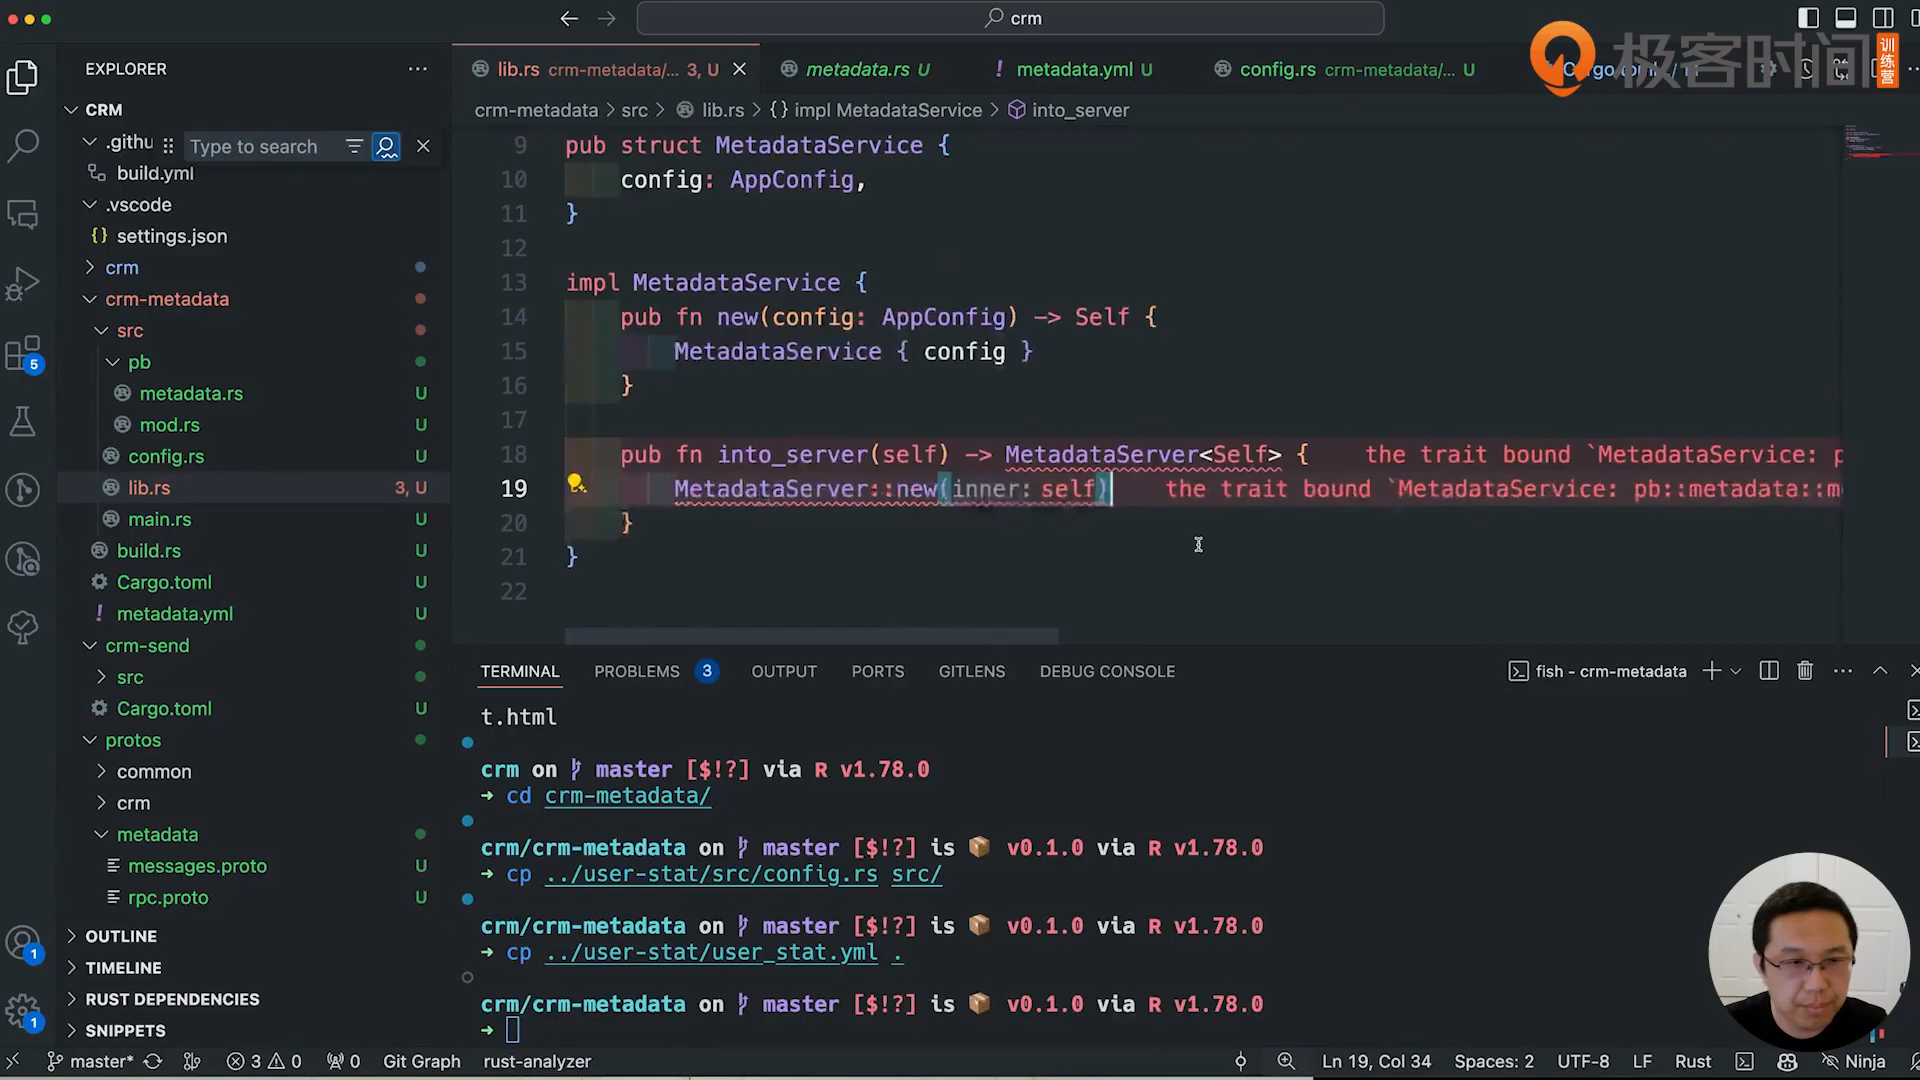 crm
极客时间 训练营
EXPLORER
lib.rs crm-metadata/... 3, U
metadata.rs U
! metadata.yml U
config.rs crm-metadata/... U
crm-metadata > src > lib.rs > {} impl MetadataService > into_server
CRM
.githu
Type to search
build.yml
.vscode
{} settings.json
crm
crm-metadata
src
pb
metadata.rs U
mod.rs U
config.rs U
lib.rs 3, U
main.rs U
build.rs U
Cargo.toml U
! metadata.yml U
crm-send
src
Cargo.toml U
protos
common
crm
metadata
messages.proto U
rpc.proto U
OUTLINE
TIMELINE
RUST DEPENDENCIES
SNIPPETS
5
1
1
9 pub struct MetadataService {
10 config: AppConfig,
11 }
12
13 impl MetadataService {
14 pub fn new(config: AppConfig) -> Self {
15 MetadataService { config }
16 }
17
18 pub fn into_server(self) -> MetadataServer<Self> { the trait bound `MetadataService: p
19 MetadataServer::new(inner: self) the trait bound `MetadataService: pb::metadata::m
20 }
21 }
22
TERMINAL PROBLEMS 3 OUTPUT PORTS GITLENS DEBUG CONSOLE
fish - crm-metadata
t.html
crm on master [$!?] via R v1.78.0
→ cd crm-metadata/
crm/crm-metadata on master [$!?] is 📦 v0.1.0 via R v1.78.0
→ cp ../user-stat/src/config.rs src/
crm/crm-metadata on master [$!?] is 📦 v0.1.0 via R v1.78.0
→ cp ../user-stat/user_stat.yml .
crm/crm-metadata on master [$!?] is 📦 v0.1.0 via R v1.78.0
→
master* 3 0 0 Git Graph rust-analyzer
Ln 19, Col 34 Spaces: 2 UTF-8 LF Rust Ninja